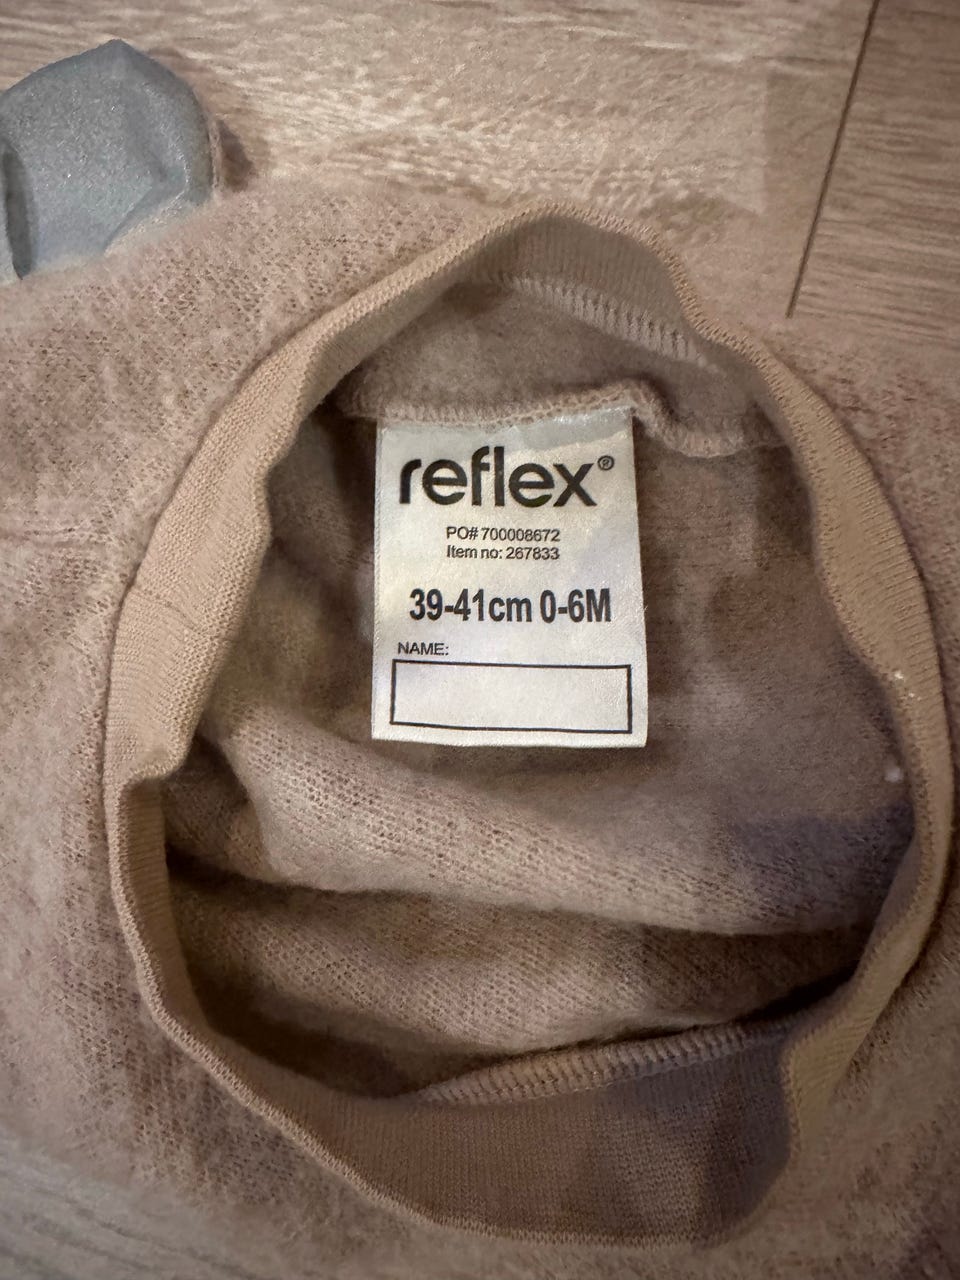 reflex®
PO# 700008672
Item no: 267833
39-41cm 0-6M
NAME: